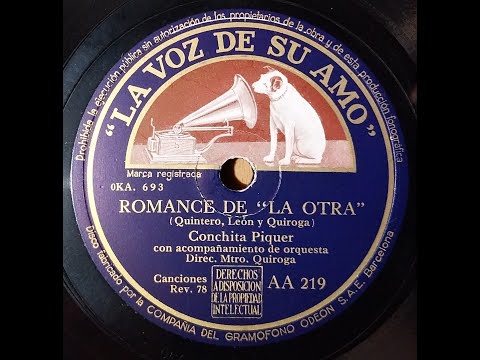 Prohibida la ejecución pública sin autorización de los propietarios de la obra y de esta producción fonográfica
"LA VOZ DE SU AMO"
Marca registrada
0KA. 693
ROMANCE DE "LA OTRA"
(Quintero, León y Quiroga)
Conchita Piquer
con acompañamiento de orquesta
Direc. Mtro. Quiroga
Canciones
Rev. 78
DERECHOS
A DISPOSICION
DE LA PROPIEDAD
INTELECTUAL
AA 219
Disco fabricado por la COMPAÑIA DEL GRAMOFONO ODEON S.A.E. Barcelona